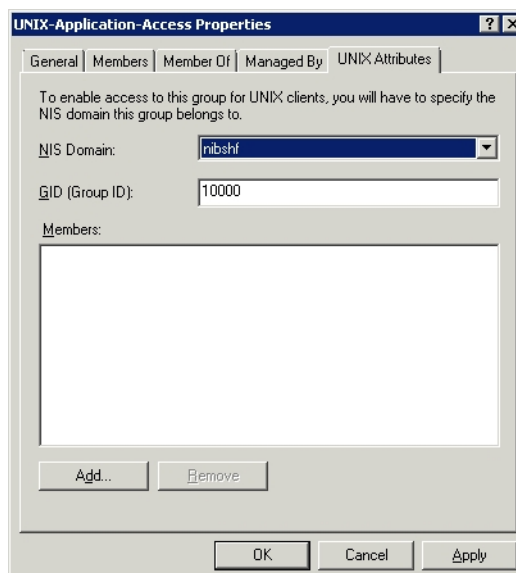 UNIX-Application-Access Properties
General Members Member Of Managed By UNIX Attributes
To enable access to this group for UNIX clients, you will have to specify the
NIS domain this group belongs to.
NIS Domain: nibshf
GID (Group ID): 10000
Members:
Add... Remove
OK Cancel Apply